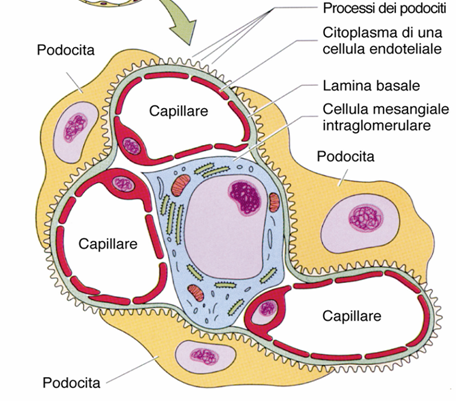 Processi dei podociti
Citoplasma di una
cellula endoteliale
Podocita
Lamina basale
Capillare
Cellula mesangiale
intraglomerulare
Podocita
Capillare
Capillare
Podocita